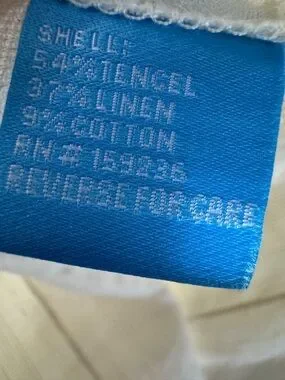 SHELL:
54%TENCEL
37%LINEN
9%COTTON
RN# 159236
REVERSE FOR CARE